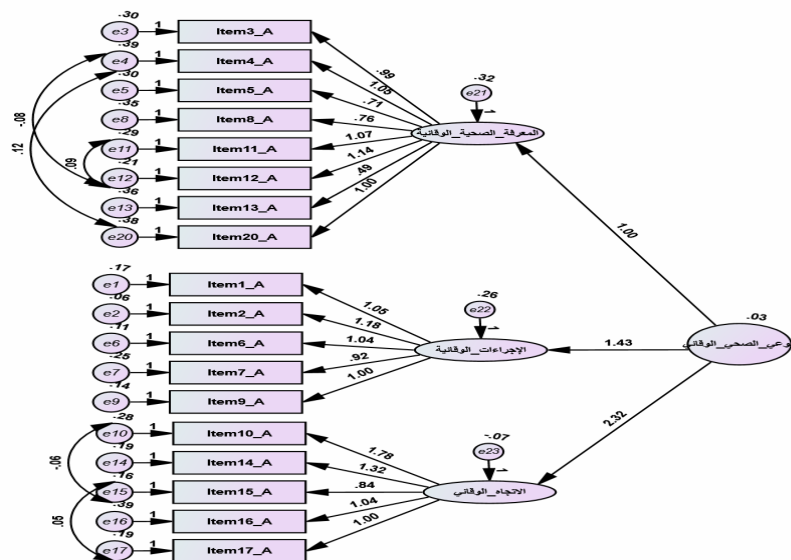 .30
e3 1 Item3_A
.39
e4 1 Item4_A
.30
e5 1 Item5_A
.35
e8 1 Item8_A
.29
e11 1 Item11_A
.21
e12 1 Item12_A
.36
e13 1 Item13_A
.38
e20 1 Item20_A
-.08
.12
.09
.99
1.05
.71
.76
1.07
1.14
.49
1.00
.32
e21
1
المعرفة_الصحية_الوقائية
1.00
.17
e1 1 Item1_A
.06
e2 1 Item2_A
.11
e6 1 Item6_A
.25
e7 1 Item7_A
.14
e9 1 Item9_A
1.05
1.18
1.04
.92
1.00
.26
e22
1
الإجراءات_الوقائية
1.43
.03
وعي_الصحي_الوقائي
2.32
.28
e10 1 Item10_A
.19
e14 1 Item14_A
.16
e15 1 Item15_A
.39
e16 1 Item16_A
.19
e17 1 Item17_A
-.06
.05
1.78
1.32
.84
1.04
1.00
-.07
e23
1
الاتجاه_الوقائي